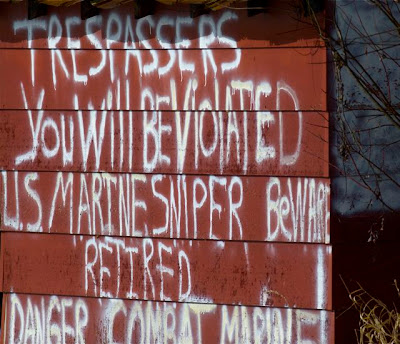 TRESPASSERS
YOU WILL BE VIOlATED
U.S MARINE SNIPER BeWARE
RETIRED
DANGER COMBAT MARINE